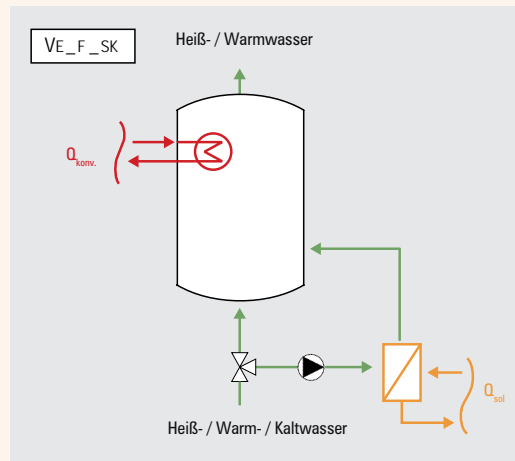 VE_F_SK
Heiß- / Warmwasser
Qkonv.
Qsol
Heiß- / Warm- / Kaltwasser